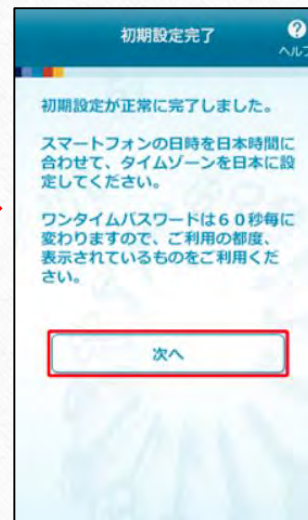 初期設定完了
?
ヘルプ
初期設定が正常に完了しました。
スマートフォンの日時を日本時間に
合わせて、タイムゾーンを日本に設
定してください。
ワンタイムパスワードは６０秒毎に
変わりますので、ご利用の都度、
表示されているものをご利用くだ
さい。
次へ